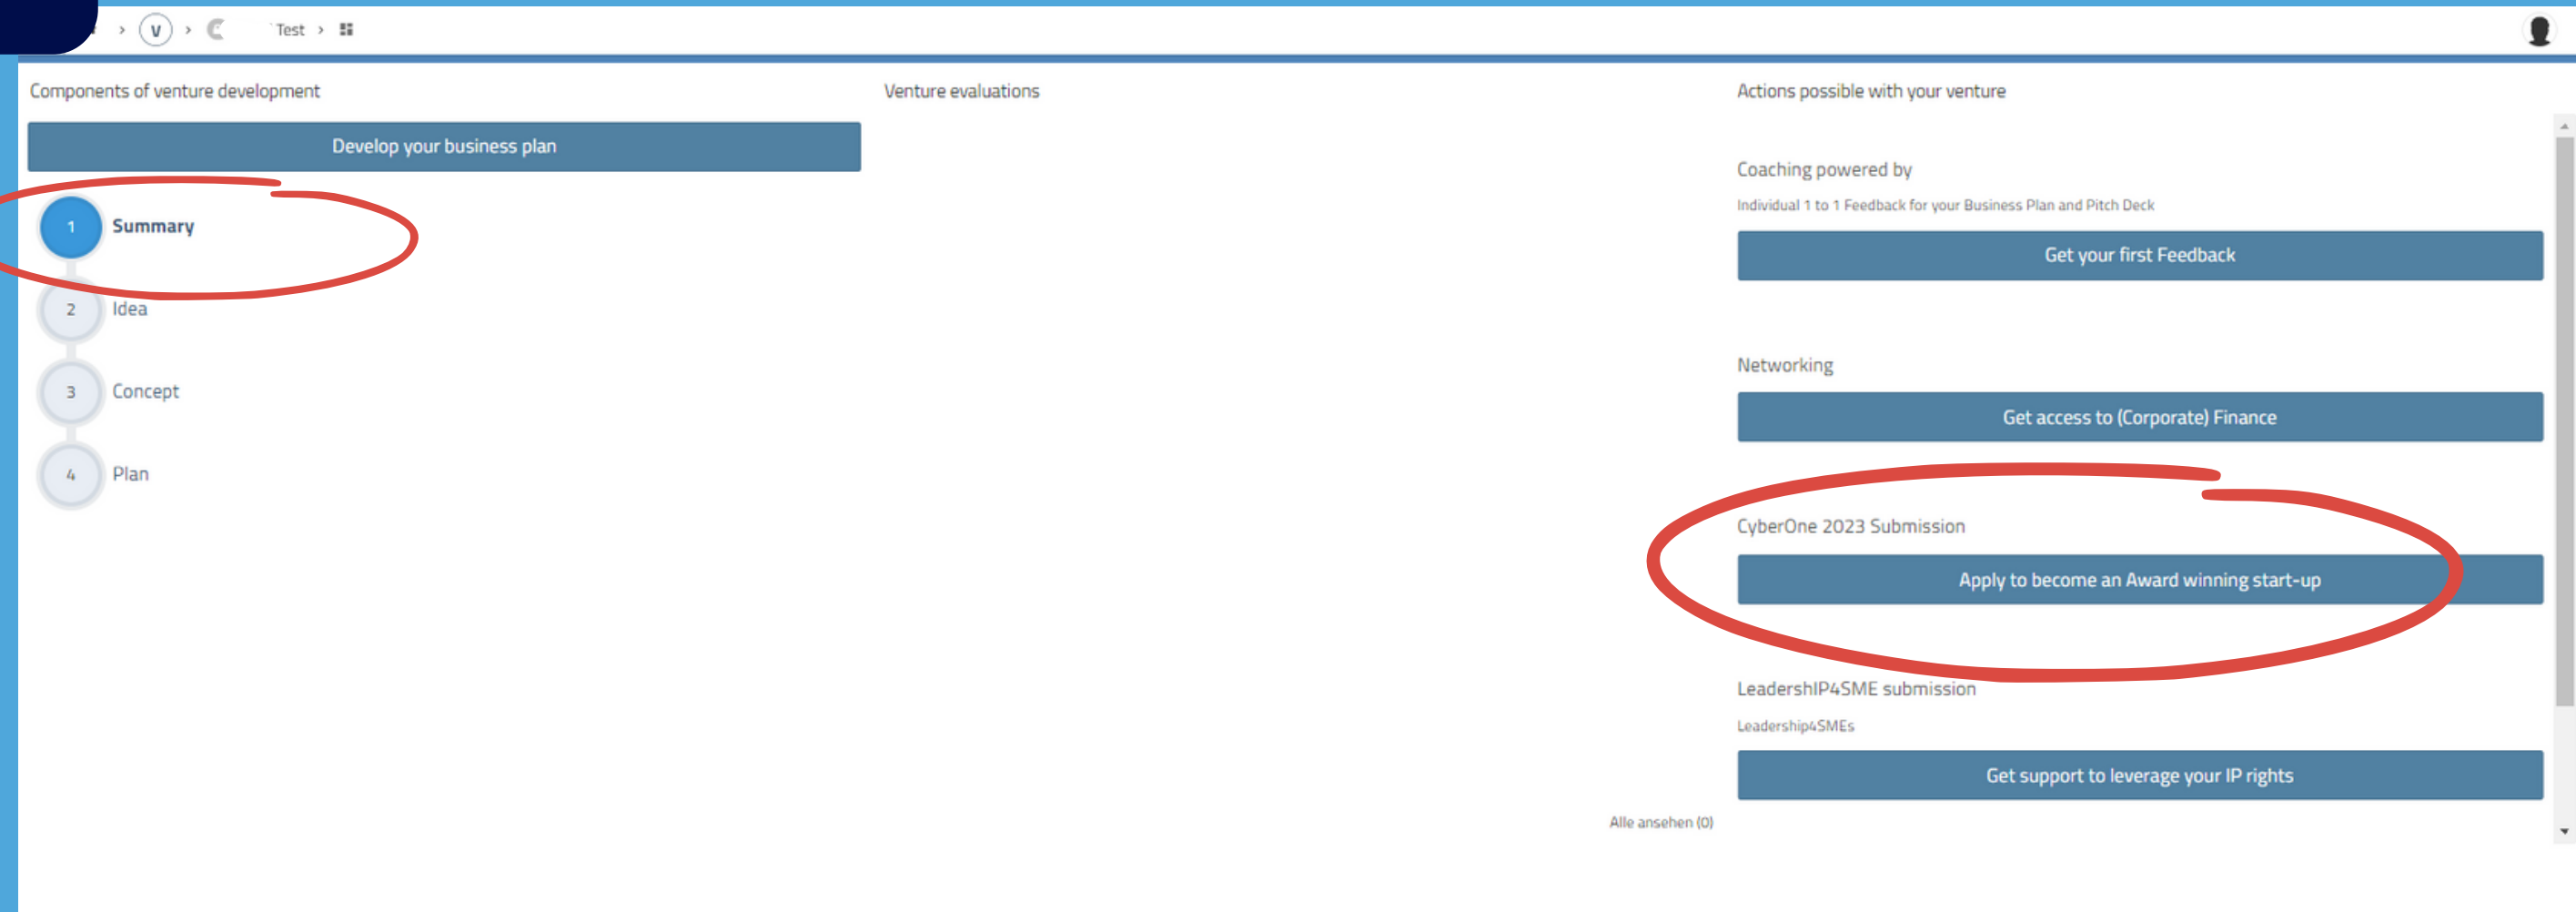 V Test
Components of venture development
Develop your business plan
1 Summary
2 Idea
3 Concept
4 Plan
Venture evaluations
Alle ansehen (0)
Actions possible with your venture
Coaching powered by
Individual 1 to 1 Feedback for your Business Plan and Pitch Deck
Get your first Feedback
Networking
Get access to (Corporate) Finance
CyberOne 2023 Submission
Apply to become an Award winning start-up
LeadershIP4SME submission
Leadership4SMEs
Get support to leverage your IP rights